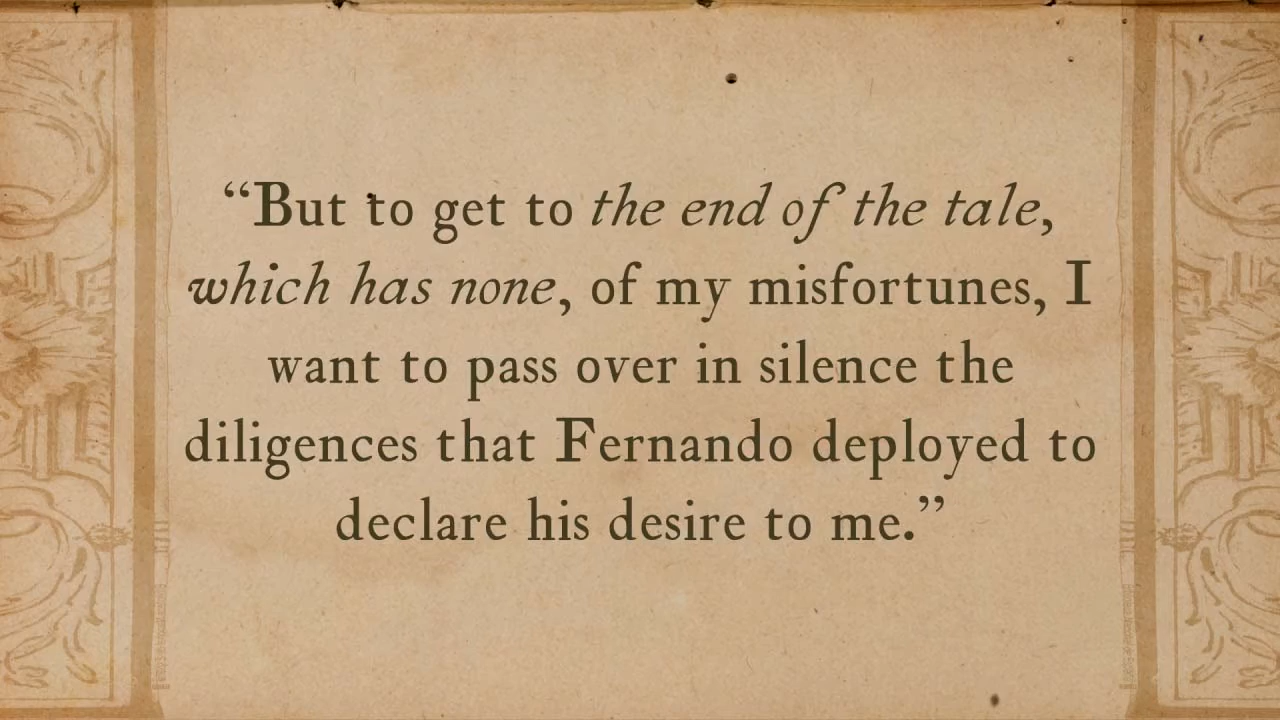 “But to get to the end of the tale,
which has none, of my misfortunes, I
want to pass over in silence the
diligences that Fernando deployed to
declare his desire to me.”